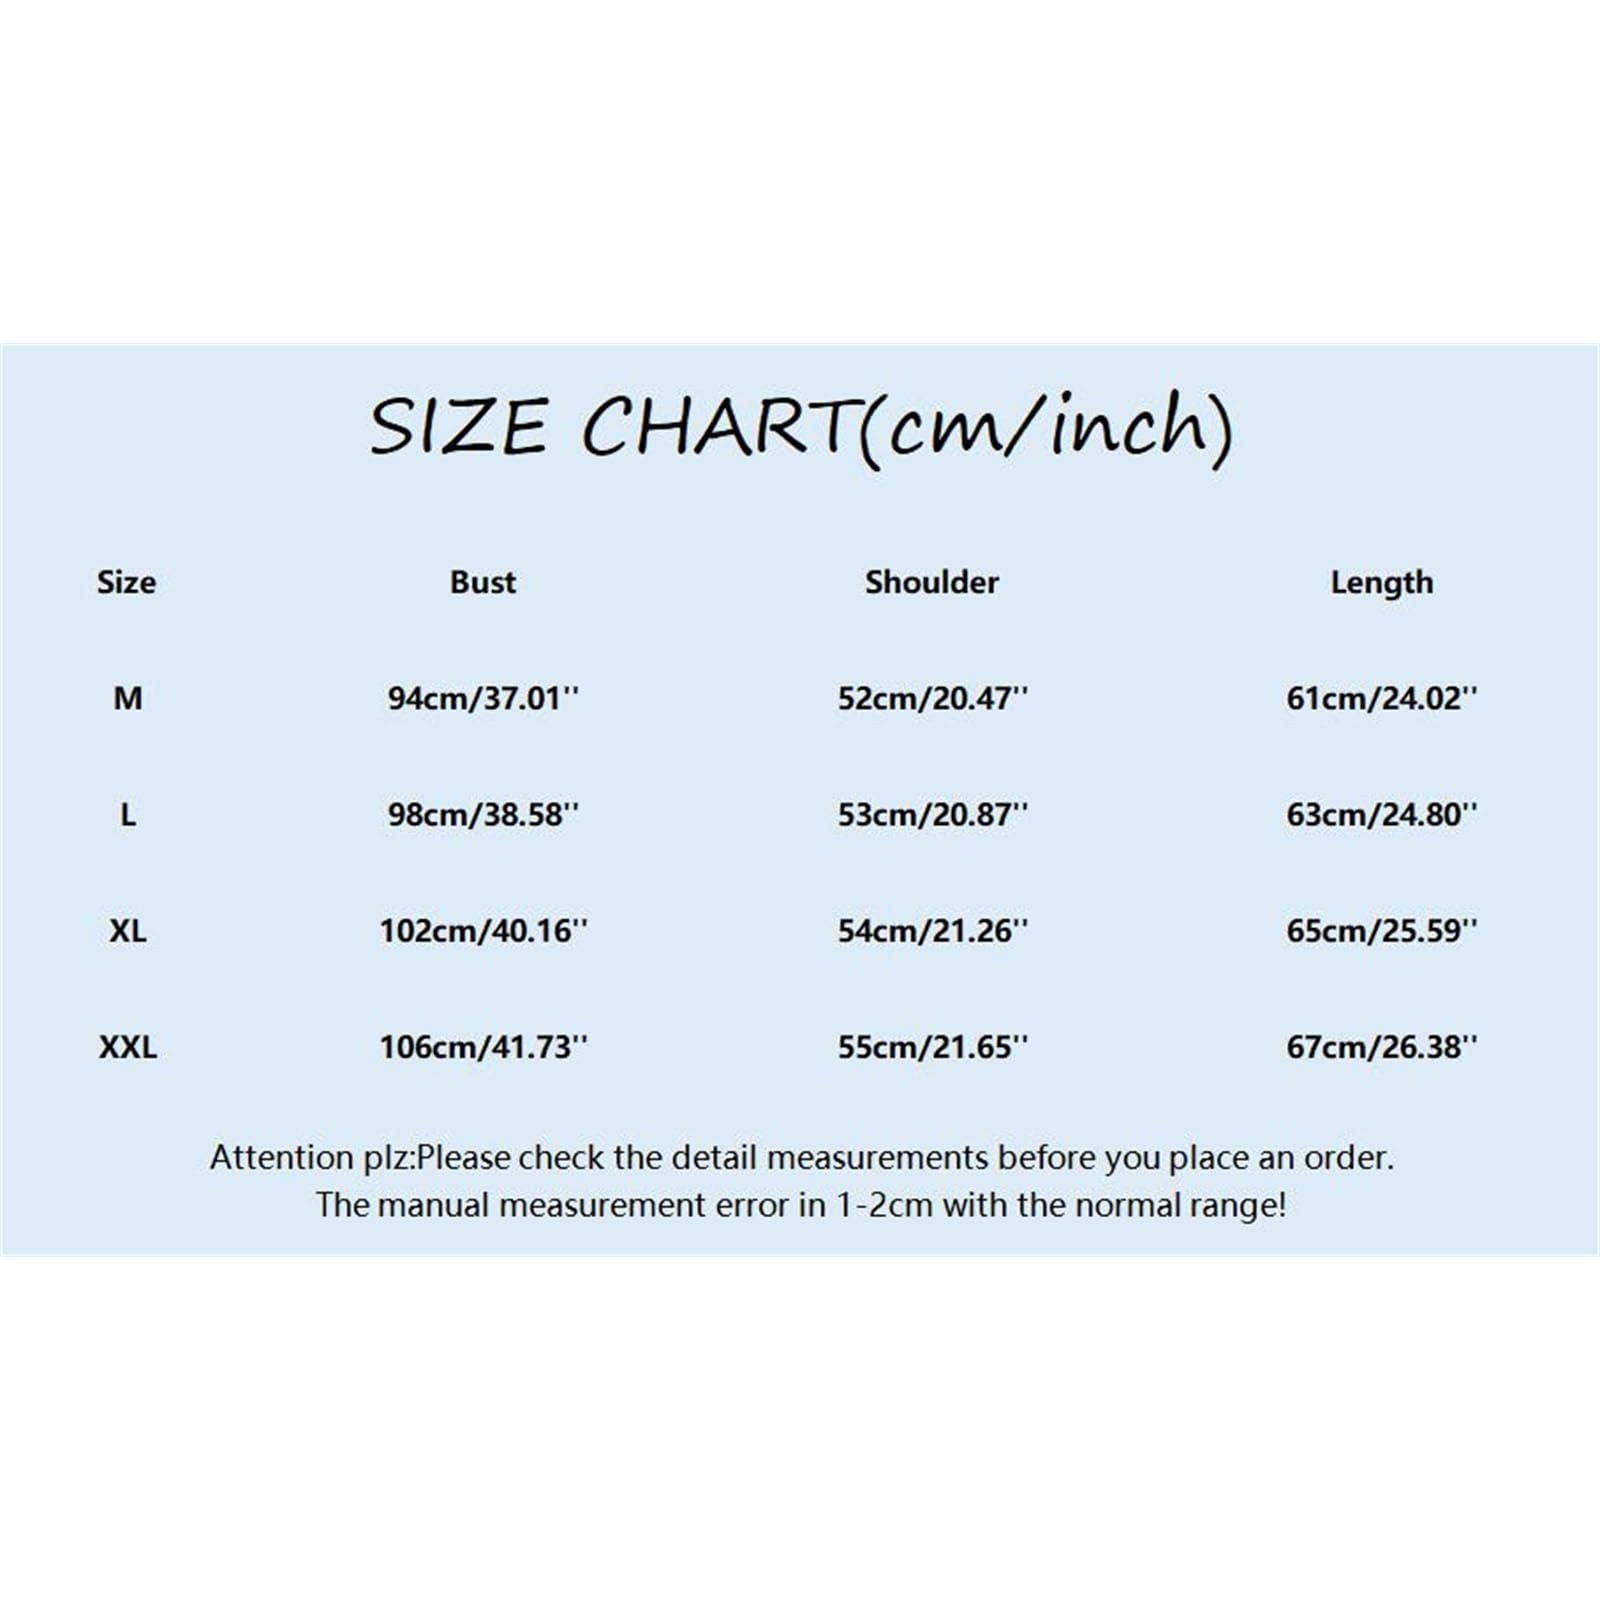 SIZE CHART(cm/inch)
Size Bust Shoulder Length
M 94cm/37.01'' 52cm/20.47'' 61cm/24.02''
L 98cm/38.58'' 53cm/20.87'' 63cm/24.80''
XL 102cm/40.16'' 54cm/21.26'' 65cm/25.59''
XXL 106cm/41.73'' 55cm/21.65'' 67cm/26.38''
Attention plz:Please check the detail measurements before you place an order.
The manual measurement error in 1-2cm with the normal range!